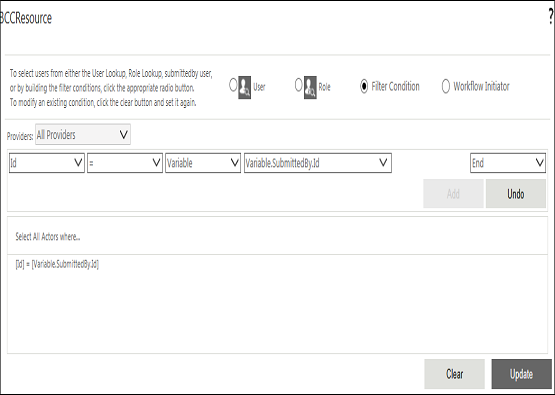 BCCResource ?
To select users from either the User Lookup, Role Lookup, submittedby user,
or by building the filter conditions, click the appropriate radio button.
To modify an existing condition, click the clear button and set it again.
User Role Filter Condition Workflow Initiator
Providers: All Providers
Id = Variable Variable.SubmittedBy.Id End
Add Undo
Select All Actors where...
[Id] = [Variable.SubmittedBy.Id]
Clear Update